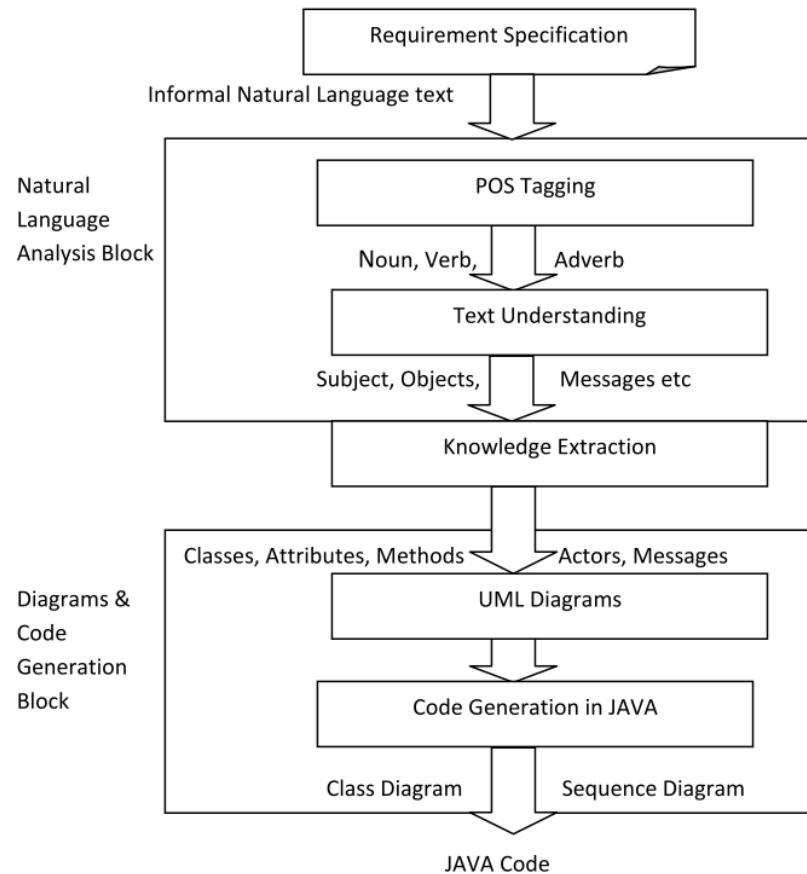 Requirement Specification
Informal Natural Language text
Natural
Language
Analysis Block
POS Tagging
Noun, Verb, Adverb
Text Understanding
Subject, Objects, Messages etc
Knowledge Extraction
Classes, Attributes, Methods Actors, Messages
Diagrams &
Code
Generation
Block
UML Diagrams
Code Generation in JAVA
Class Diagram Sequence Diagram
JAVA Code